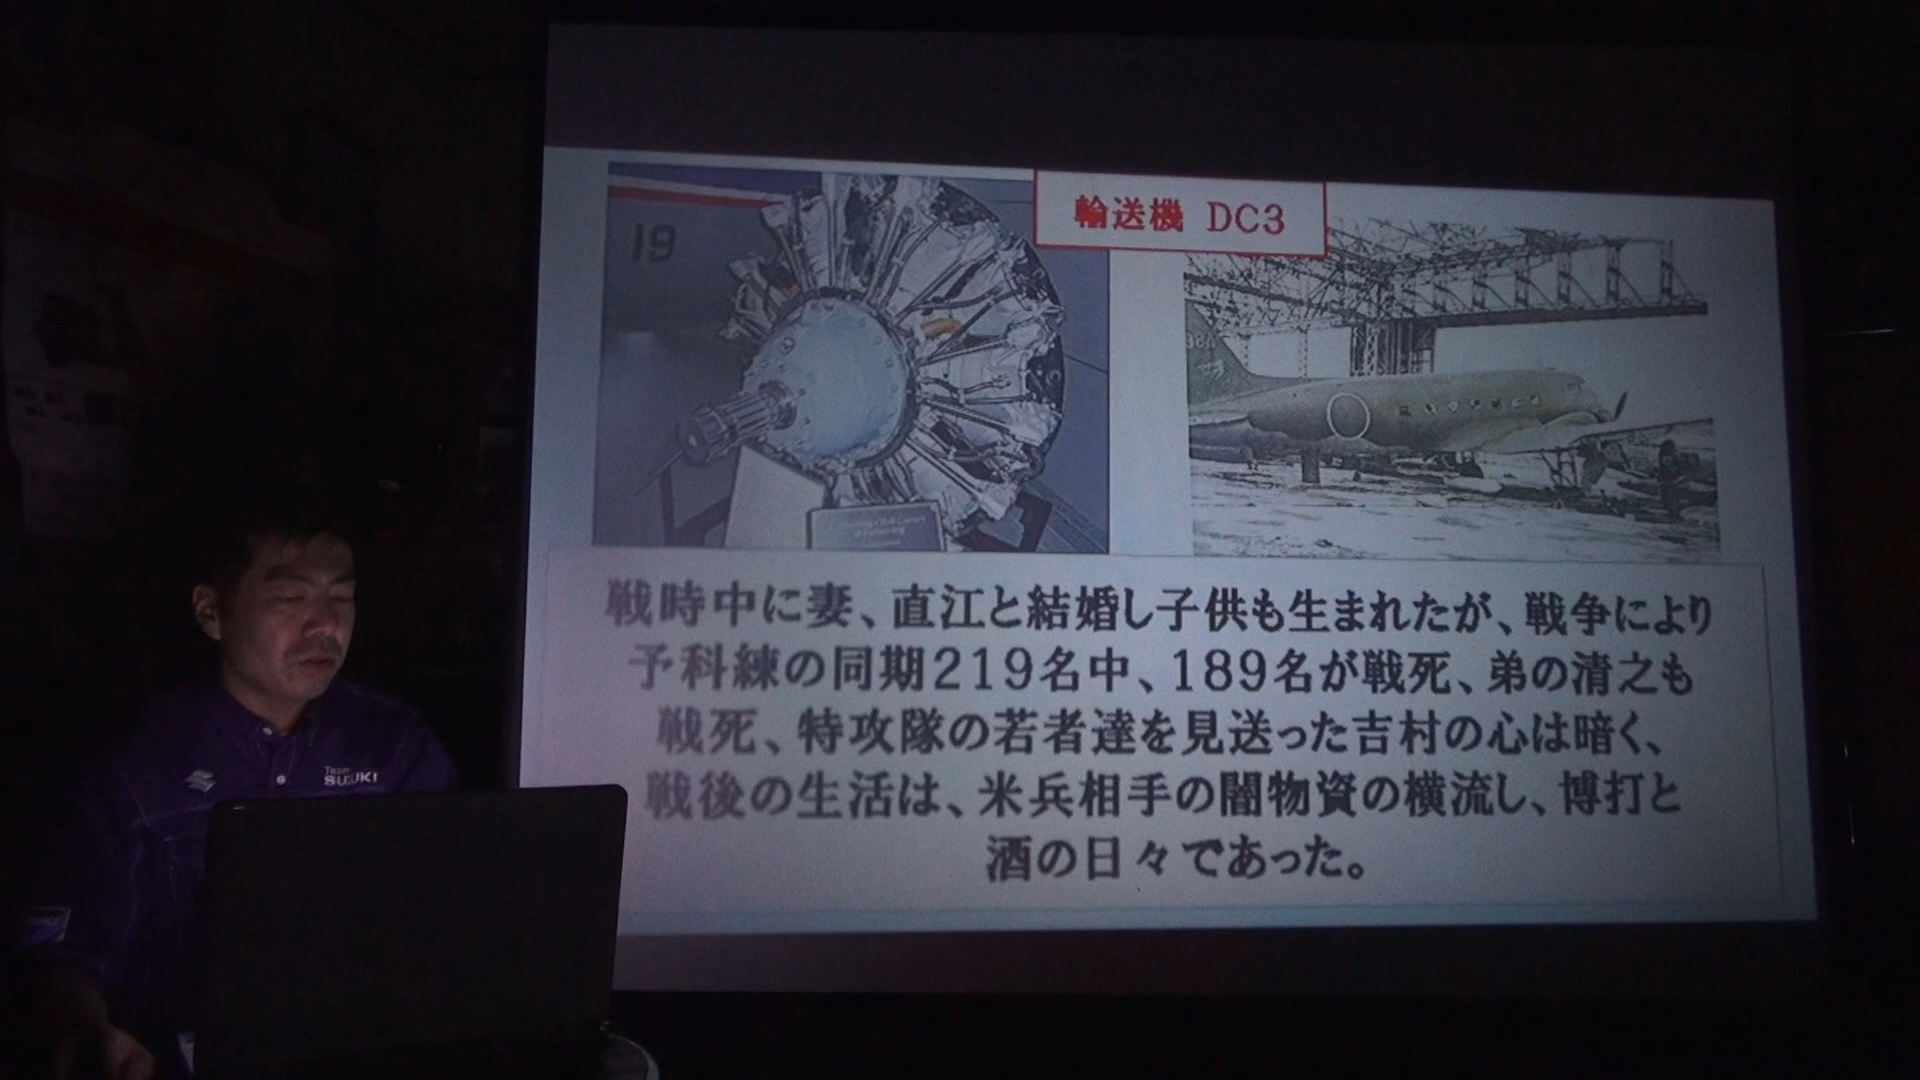 輸送機 DC3
19
戦時中に妻、直江と結婚し子供も生まれたが、戦争により
予科練の同期219名中、189名が戦死、弟の清之も
戦死、特攻隊の若者達を見送った吉村の心は暗く、
戦後の生活は、米兵相手の闇物資の横流し、博打と
酒の日々であった。
Team
SUZUKI